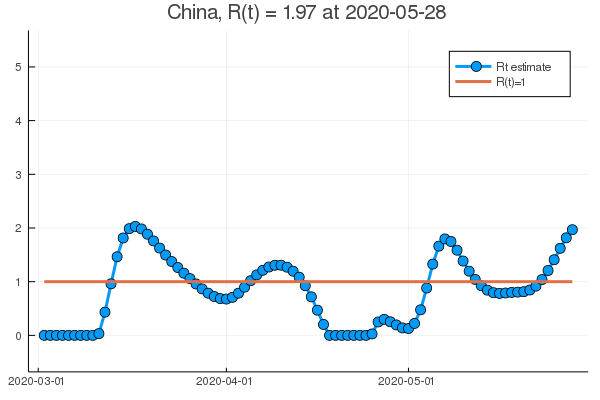 China, R(t) = 1.97 at 2020-05-28
5
4
3
2
1
0
Rt estimate
R(t)=1
2020-03-01 2020-04-01 2020-05-01